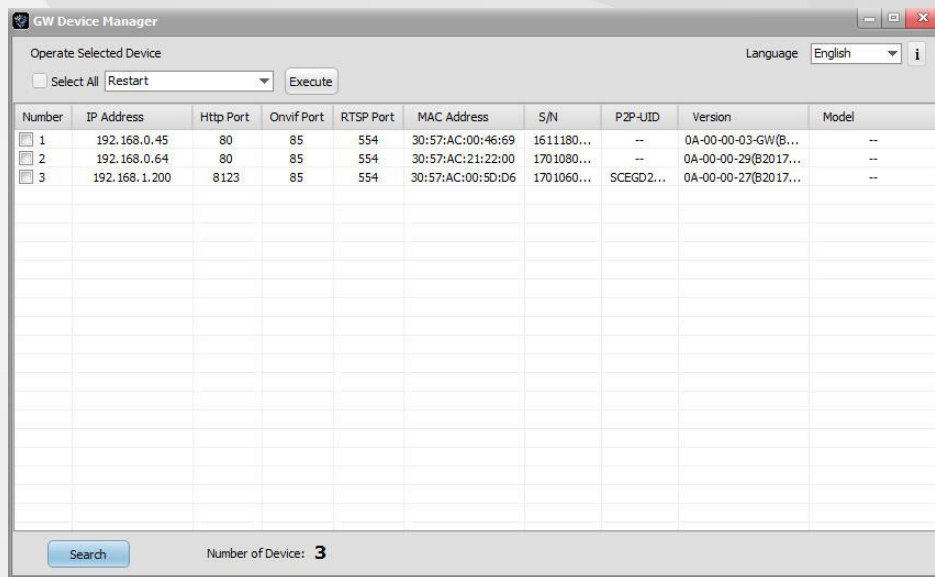 GW Device Manager
Operate Selected Device
Language English i
Select All Restart Execute
Number IP Address Http Port Onvif Port RTSP Port MAC Address S/N P2P-UID Version Model
1 192.168.0.45 80 85 554 30:57:AC:00:46:69 1611180... -- 0A-00-00-03-GW(B... --
2 192.168.0.64 80 85 554 30:57:AC:21:22:00 1701080... -- 0A-00-00-29(B2017... --
3 192.168.1.200 8123 85 554 30:57:AC:00:5D:D6 1701060... SCEGD2... 0A-00-00-27(B2017... --
Search Number of Device: 3